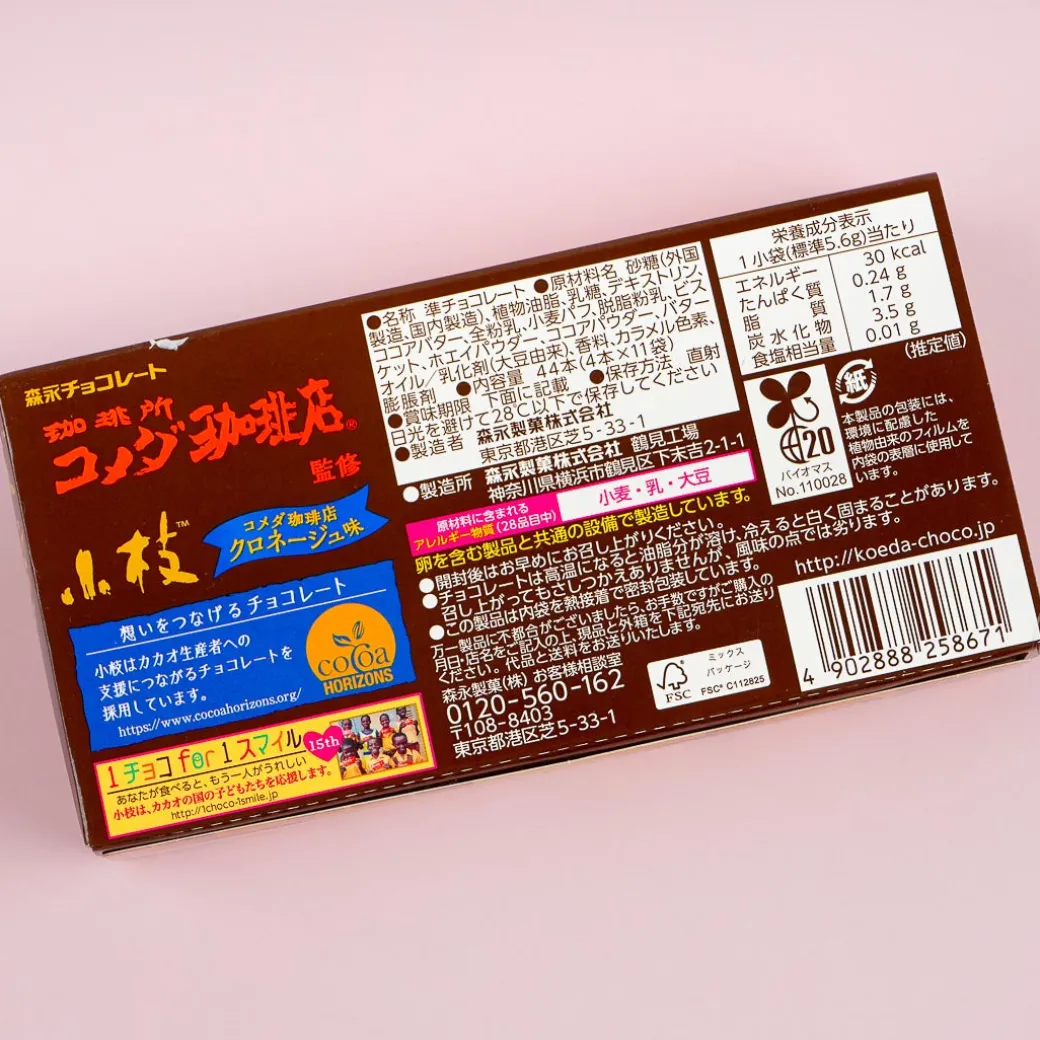 森永チョコレート
珈琲所
コメダ珈琲店®
監修
小枝™
コメダ珈琲店
クロネージュ味
想いをつなげるチョコレート
小枝はカカオ生産者への
支援につながるチョコレートを
採用しています。
https://www.cocoahorizons.org/
cocoa
HORIZONS
1チョコ for 1スマイル
15th
あなたが食べると、もう一人がうれしい
小枝は、カカオの国の子どもたちを応援します。
http://1choco-1smile.jp
●名称 準チョコレート ●原材料名 砂糖(外国
製造、国内製造)、植物油脂、乳糖、デキストリン、
ココアバター、全粉乳、小麦パフ、脱脂粉乳、ビス
ケット、ホエイパウダー、ココアパウダー、バター
オイル/乳化剤(大豆由来)、香料、カラメル色素、
膨脹剤 ●内容量 44本(4本×11袋)
●賞味期限 下面に記載 ●保存方法 直射
日光を避けて28℃以下で保存してください
●製造者 森永製菓株式会社
東京都港区芝5-33-1
●製造所 森永製菓株式会社 鶴見工場
神奈川県横浜市鶴見区下末吉2-1-1
原材料に含まれる
アレルギー物質(28品目中)
小麦・乳・大豆
卵を含む製品と共通の設備で製造しています。
●開封後はお早めにお召し上がりください。
●チョコレートは高温になると油脂分が溶け、冷えると白く固まることがあります。
召し上がってもさしつかえありませんが、風味の点では劣ります。
●この製品は内袋を熱接着で密封包装しています。
万一製品に不都合がございましたら、お手数ですがご購入の
月日・店名をご記入の上、現品と外箱を下記宛先にお送り
ください。代品と送料をお送りいたします。
森永製菓(株) お客様相談室
0120-560-162
〒108-8403
東京都港区芝5-33-1
FSC
ミックス
パッケージ
FSC® C112825
栄養成分表示
1小袋(標準5.6g)当たり
エネルギー 30 kcal
たんぱく質 0.24 g
脂質 1.7 g
炭水化物 3.5 g
食塩相当量 0.01 g
(推定値)
20
バイオマス
No.110028
紙
本製品の包装には、
環境に配慮した
植物由来のフィルムを
内袋の表層に使用して
います。
http://koeda-choco.jp
4 902888 258671